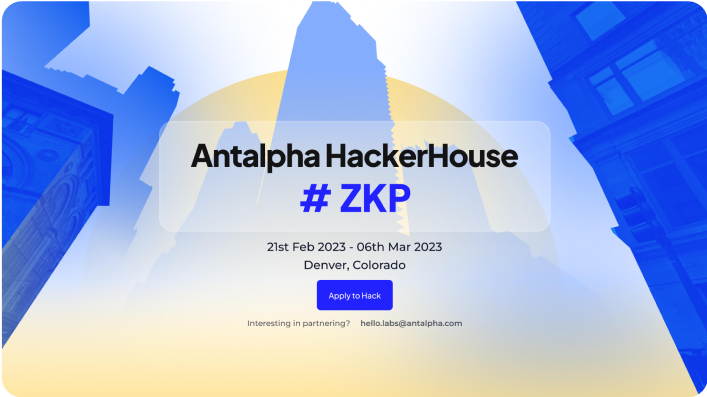 Antalpha HackerHouse
# ZKP
21st Feb 2023 - 06th Mar 2023
Denver, Colorado
Apply to Hack
Interesting in partnering? hello.labs@antalpha.com